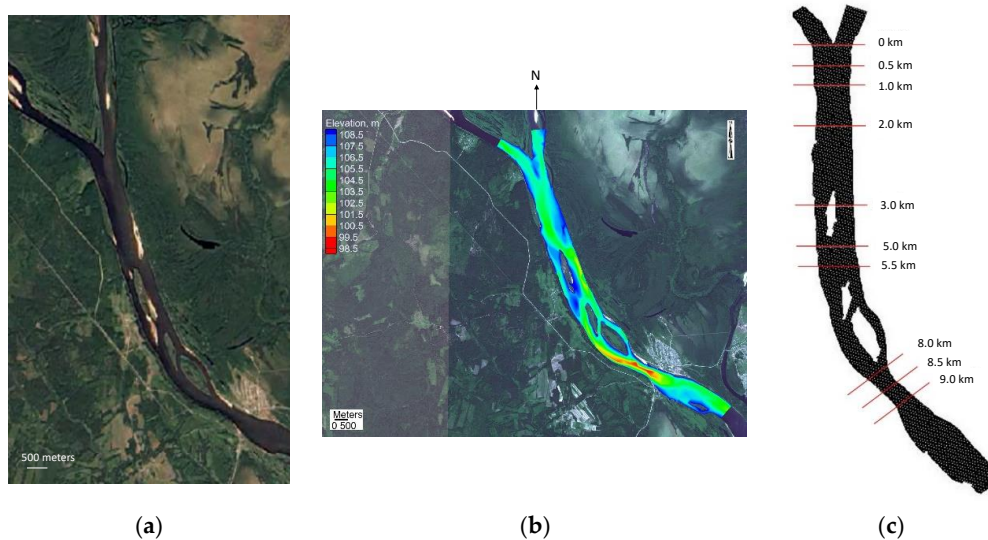 500 meters
(a)
N
Elevation, m
108.5
107.5
106.5
105.5
104.5
103.5
102.5
101.5
100.5
99.5
98.5
Meters
0 500
(b)
0 km
0.5 km
1.0 km
2.0 km
3.0 km
5.0 km
5.5 km
8.0 km
8.5 km
9.0 km
(c)